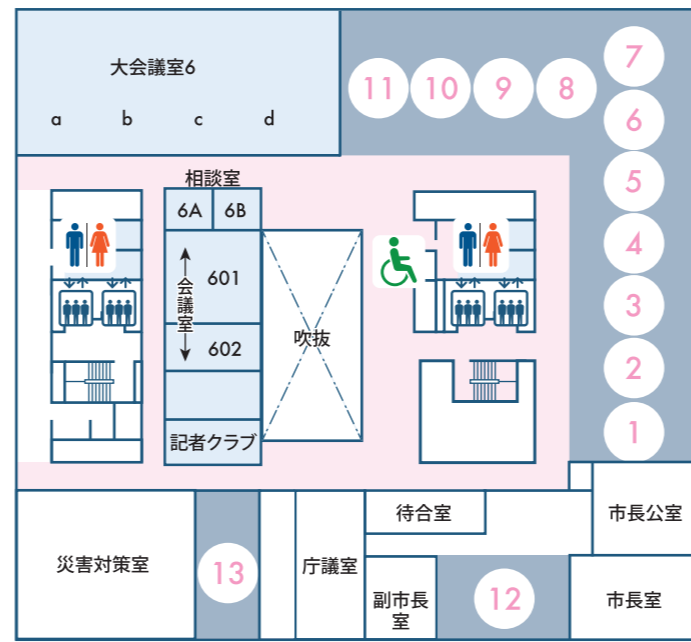 大会議室6
a b c d
11 10 9 8
7
6
5
4
3
2
1
相談室
6A 6B
会議室
601
602
吹抜
記者クラブ
災害対策室
13
庁議室
待合室
副市長
室
12
市長公室
市長室